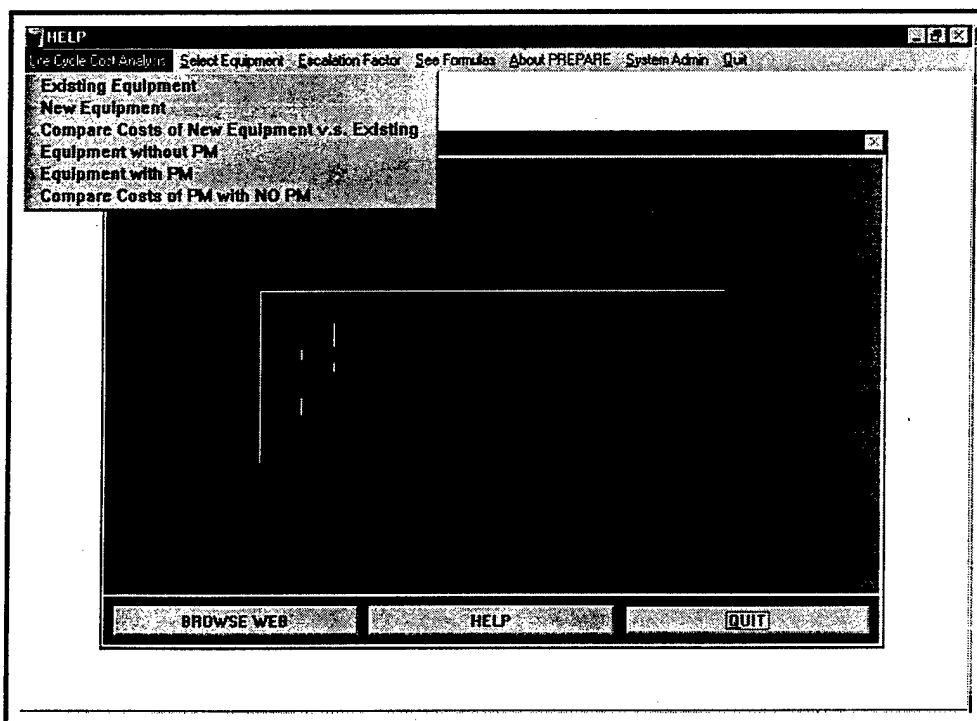 HELP
Life Cycle Cost Analysis Select Equipment Escalation Factor See Formulas About PREPARE System Admin Quit
Existing Equipment
New Equipment
Compare Costs of New Equipment v.s. Existing
Equipment without PM
Equipment with PM
Compare Costs of PM with NO PM
BROWSE WEB HELP QUIT